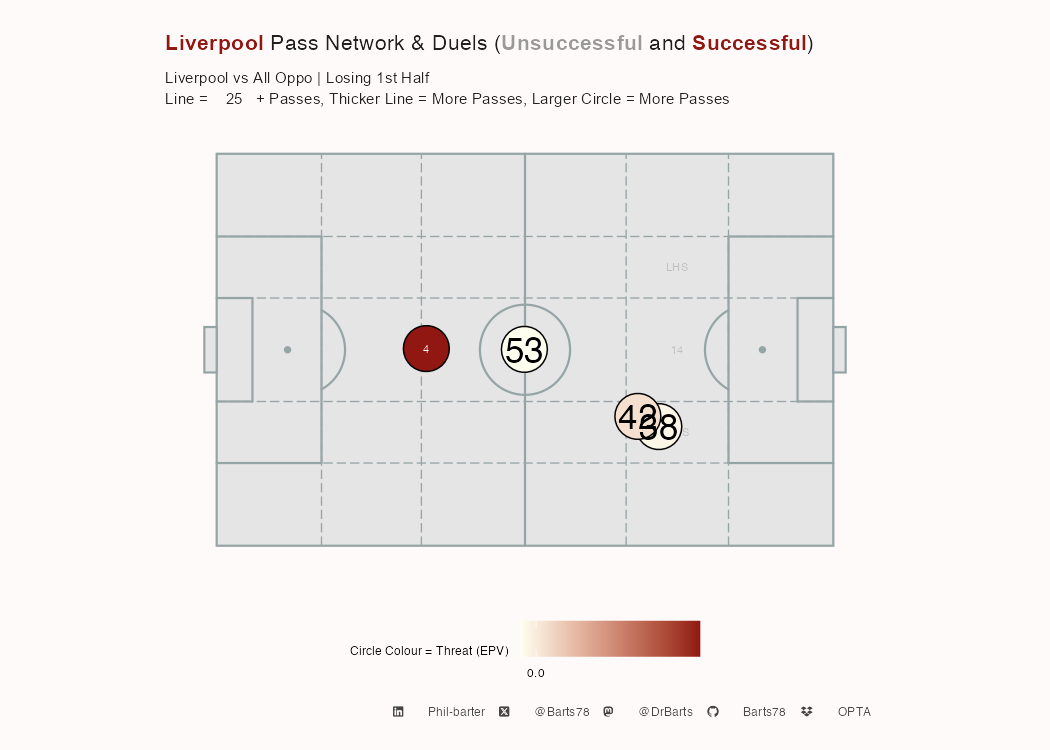 Liverpool Pass Network & Duels (Unsuccessful and Successful)
Liverpool vs All Oppo | Losing 1st Half
Line = 25 + Passes, Thicker Line = More Passes, Larger Circle = More Passes
LHS
4
53
14
42
38
S
Circle Colour = Threat (EPV)
0.0
Phil-barter @Barts78 @DrBarts Barts78 OPTA